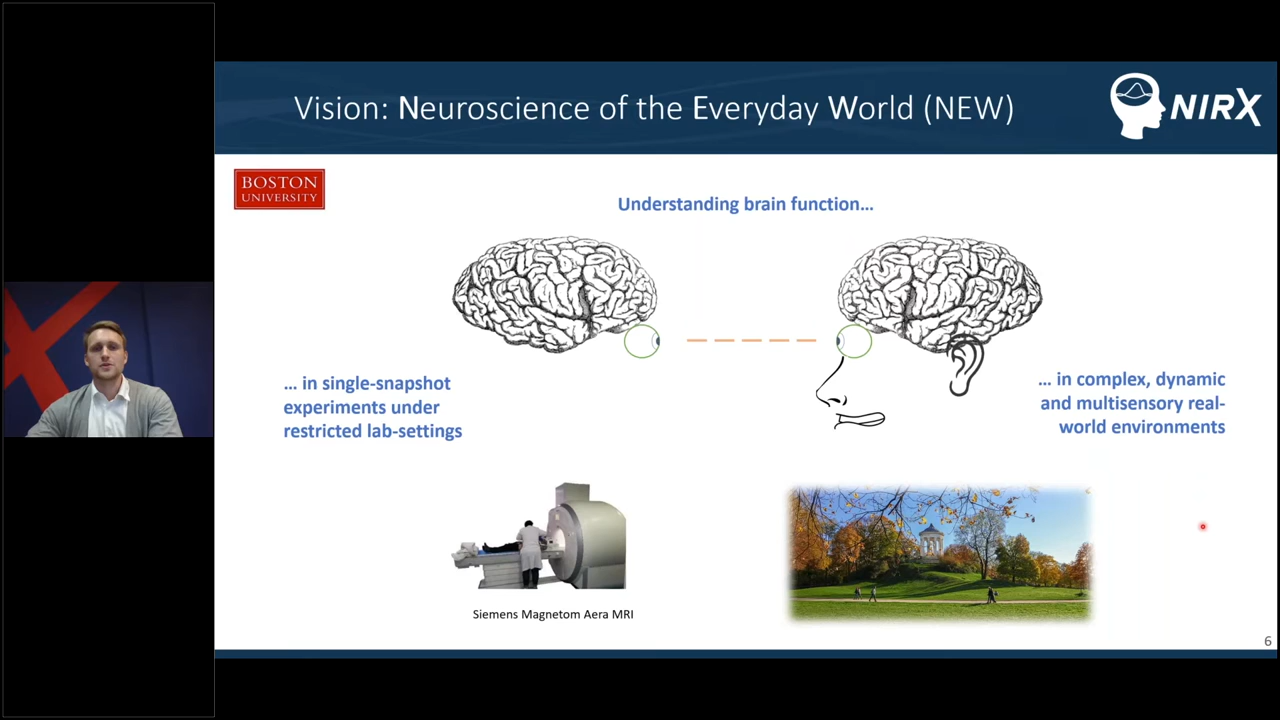 Vision: Neuroscience of the Everyday World (NEW)
NIRX
BOSTON
UNIVERSITY
Understanding brain function…
… in single-snapshot
experiments under
restricted lab-settings
… in complex, dynamic
and multisensory real-
world environments
Siemens Magnetom Aera MRI
6